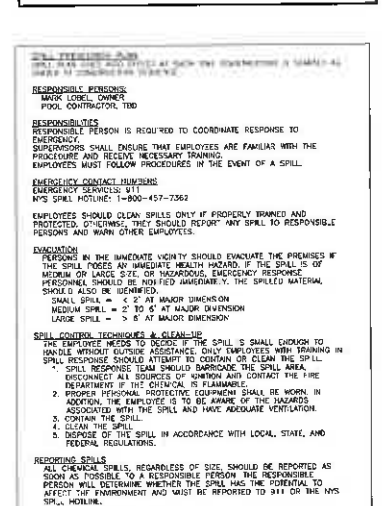 SPILL PREVENTION PLAN
RESPONSIBLE PERSONS:
MARK LOBEL, OWNER
POOL CONTRACTOR, TBD
RESPONSIBILITIES
RESPONSIBLE PERSON IS REQUIRED TO COORDINATE RESPONSE TO
EMERGENCY.
SUPERVISORS SHALL ENSURE THAT EMPLOYEES ARE FAMILIAR WITH THE
PROCEDURE AND RECEIVE NECESSARY TRAINING.
EMPLOYEES MUST FOLLOW PROCEDURES IN THE EVENT OF A SPILL.
EMERGENCY CONTACT NUMBERS
EMERGENCY SERVICES: 911
NYS SPILL HOTLINE: 1-800-457-7362
EMPLOYEES SHOULD CLEAN SPILLS ONLY IF PROPERLY TRAINED AND
PROTECTED. OTHERWISE, THEY SHOULD REPORT ANY SPILL TO RESPONSIBLE
PERSONS AND WARN OTHER EMPLOYEES.
EVACUATION
PERSONS IN THE IMMEDIATE VICINITY SHOULD EVACUATE THE PREMISES IF
THE SPILL POSES AN IMMEDIATE HEALTH HAZARD. IF THE SPILL IS OF
MEDIUM OR LARGE SIZE, OR HAZARDOUS, EMERGENCY RESPONSE
PERSONNEL SHOULD BE NOTIFIED IMMEDIATELY. THE SPILLED MATERIAL
SHOULD ALSO BE IDENTIFIED.
SMALL SPILL = < 2' AT MAJOR DIMENSION
MEDIUM SPILL = 2' TO 6' AT MAJOR DIMENSION
LARGE SPILL = > 6' AT MAJOR DIMENSION
SPILL CONTROL TECHNIQUES & CLEAN-UP
THE EMPLOYEE NEEDS TO DECIDE IF THE SPILL IS SMALL ENOUGH TO
HANDLE WITHOUT OUTSIDE ASSISTANCE. ONLY EMPLOYEES WITH TRAINING IN
SPILL RESPONSE SHOULD ATTEMPT TO CONTAIN OR CLEAN THE SPILL.
1. SPILL RESPONSE TEAM SHOULD BARRICADE THE SPILL AREA,
DISCONNECT ALL SOURCES OF IGNITION AND CONTACT THE FIRE
DEPARTMENT IF THE CHEMICAL IS FLAMMABLE.
2. PROPER PERSONAL PROTECTIVE EQUIPMENT SHALL BE WORN. IN
ADDITION, THE EMPLOYEE IS TO BE AWARE OF THE HAZARDS
ASSOCIATED WITH THE SPILL AND HAVE ADEQUATE VENTILATION.
3. CONTAIN THE SPILL.
4. CLEAN THE SPILL
5. DISPOSE OF THE SPILL IN ACCORDANCE WITH LOCAL, STATE, AND
FEDERAL REGULATIONS.
REPORTING SPILLS
ALL CHEMICAL SPILLS, REGARDLESS OF SIZE, SHOULD BE REPORTED AS
SOON AS POSSIBLE TO A RESPONSIBLE PERSON THE RESPONSIBLE
PERSON WILL DETERMINE WHETHER THE SPILL HAS THE POTENTIAL TO
AFFECT THE ENVIRONMENT AND MUST BE REPORTED TO 911 OR THE NYS
SPILL HOTLINE.